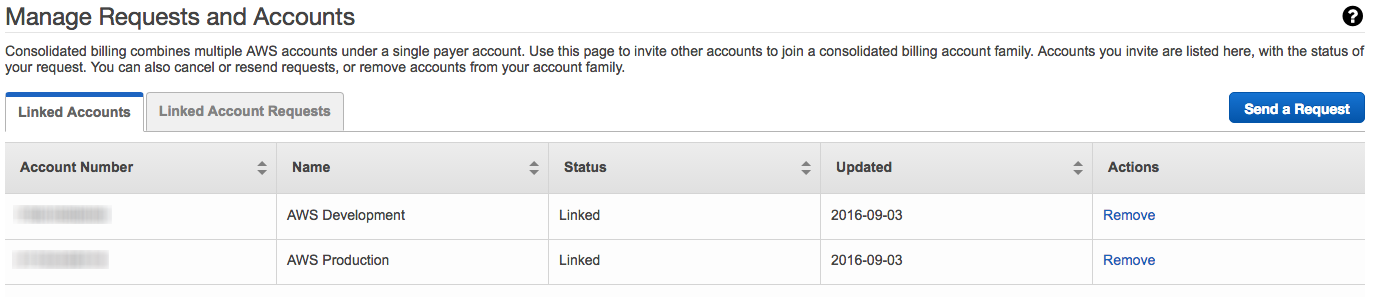 Manage Requests and Accounts
?
Consolidated billing combines multiple AWS accounts under a single payer account. Use this page to invite other accounts to join a consolidated billing account family. Accounts you invite are listed here, with the status of
your request. You can also cancel or resend requests, or remove accounts from your account family.
Linked Accounts Linked Account Requests Send a Request
Account Number Name Status Updated Actions
AWS Development Linked 2016-09-03 Remove
AWS Production Linked 2016-09-03 Remove